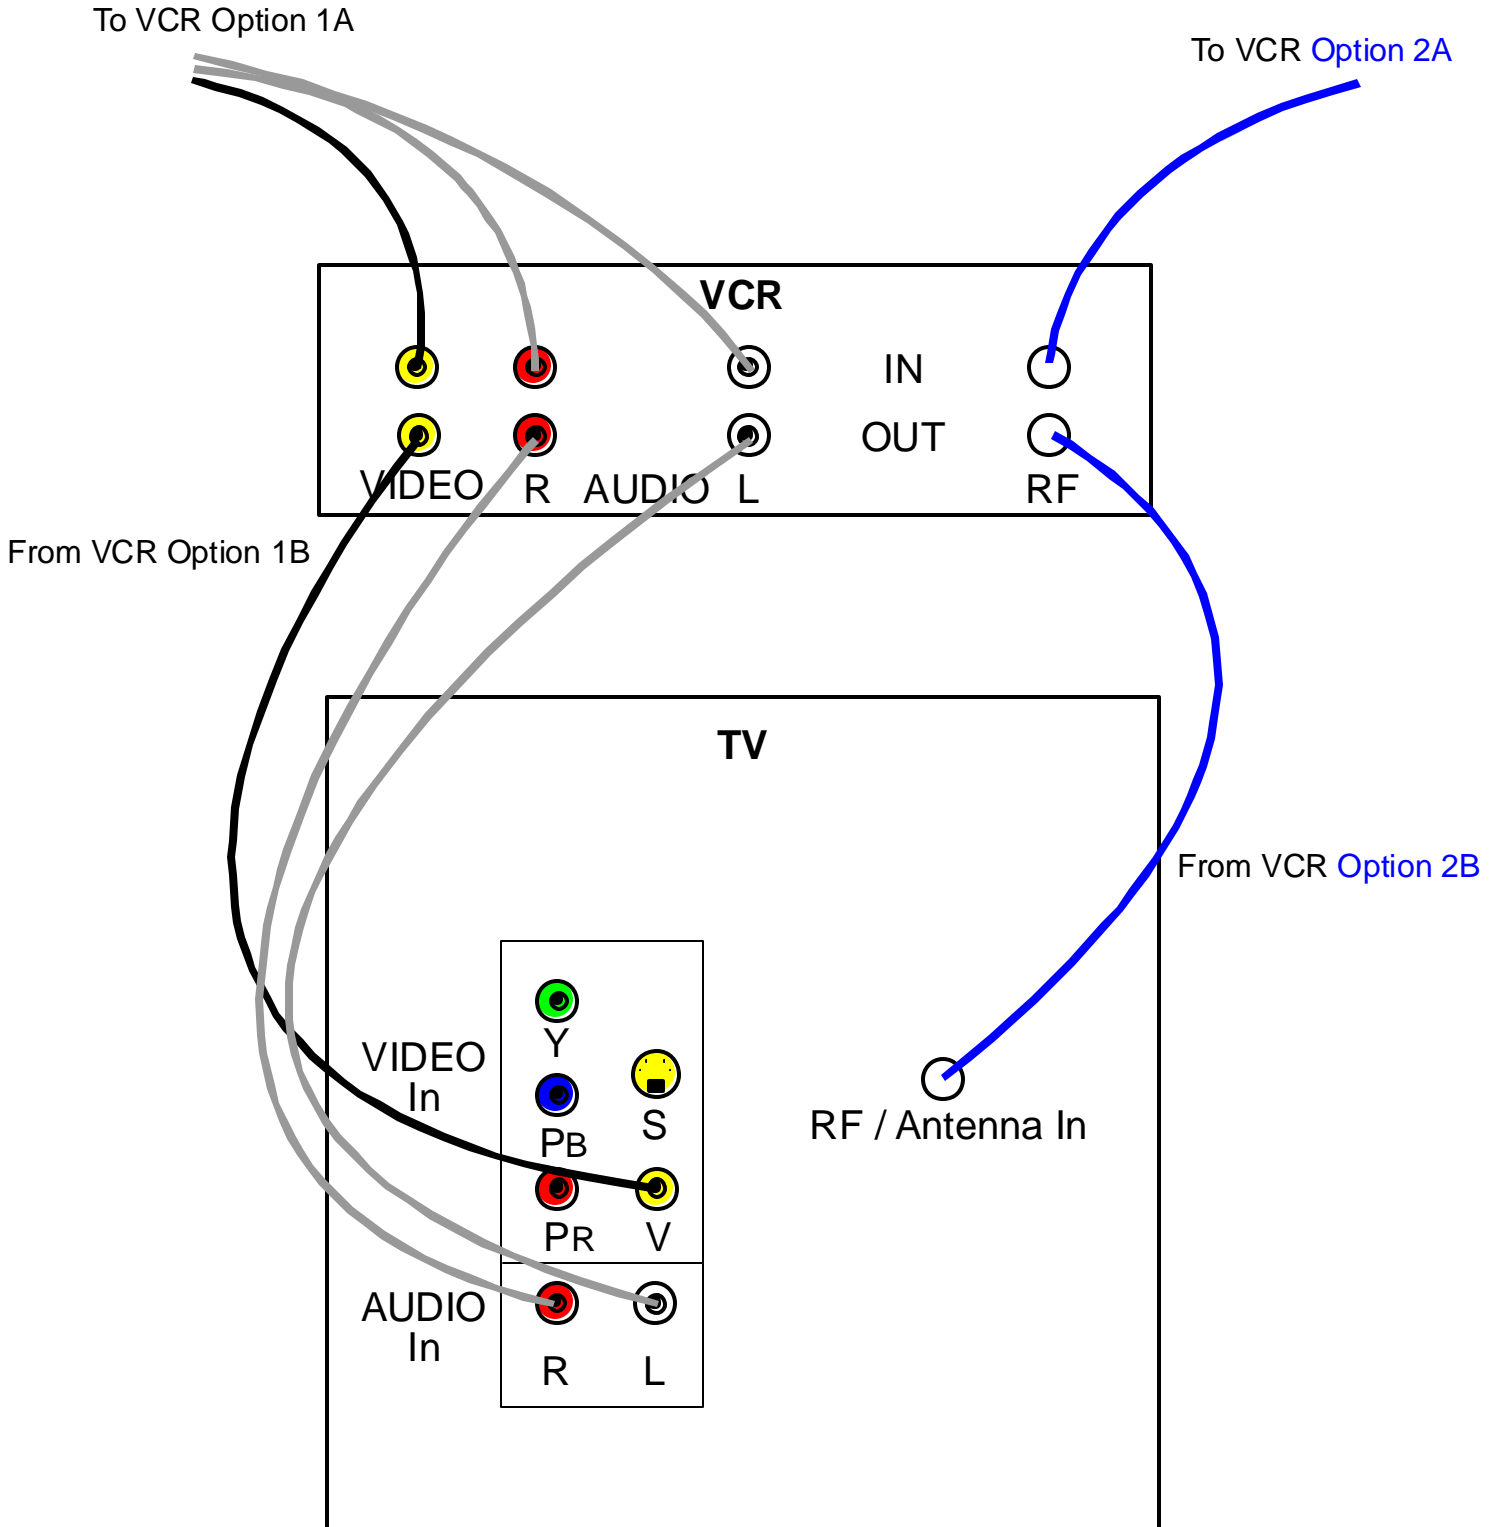 To VCR Option 1A
To VCR Option 2A
VCR
IN
OUT
VIDEO R AUDIO L RF
From VCR Option 1B
TV
From VCR Option 2B
Y
VIDEO
In
S
PB
RF / Antenna In
PR V
AUDIO
In
R L